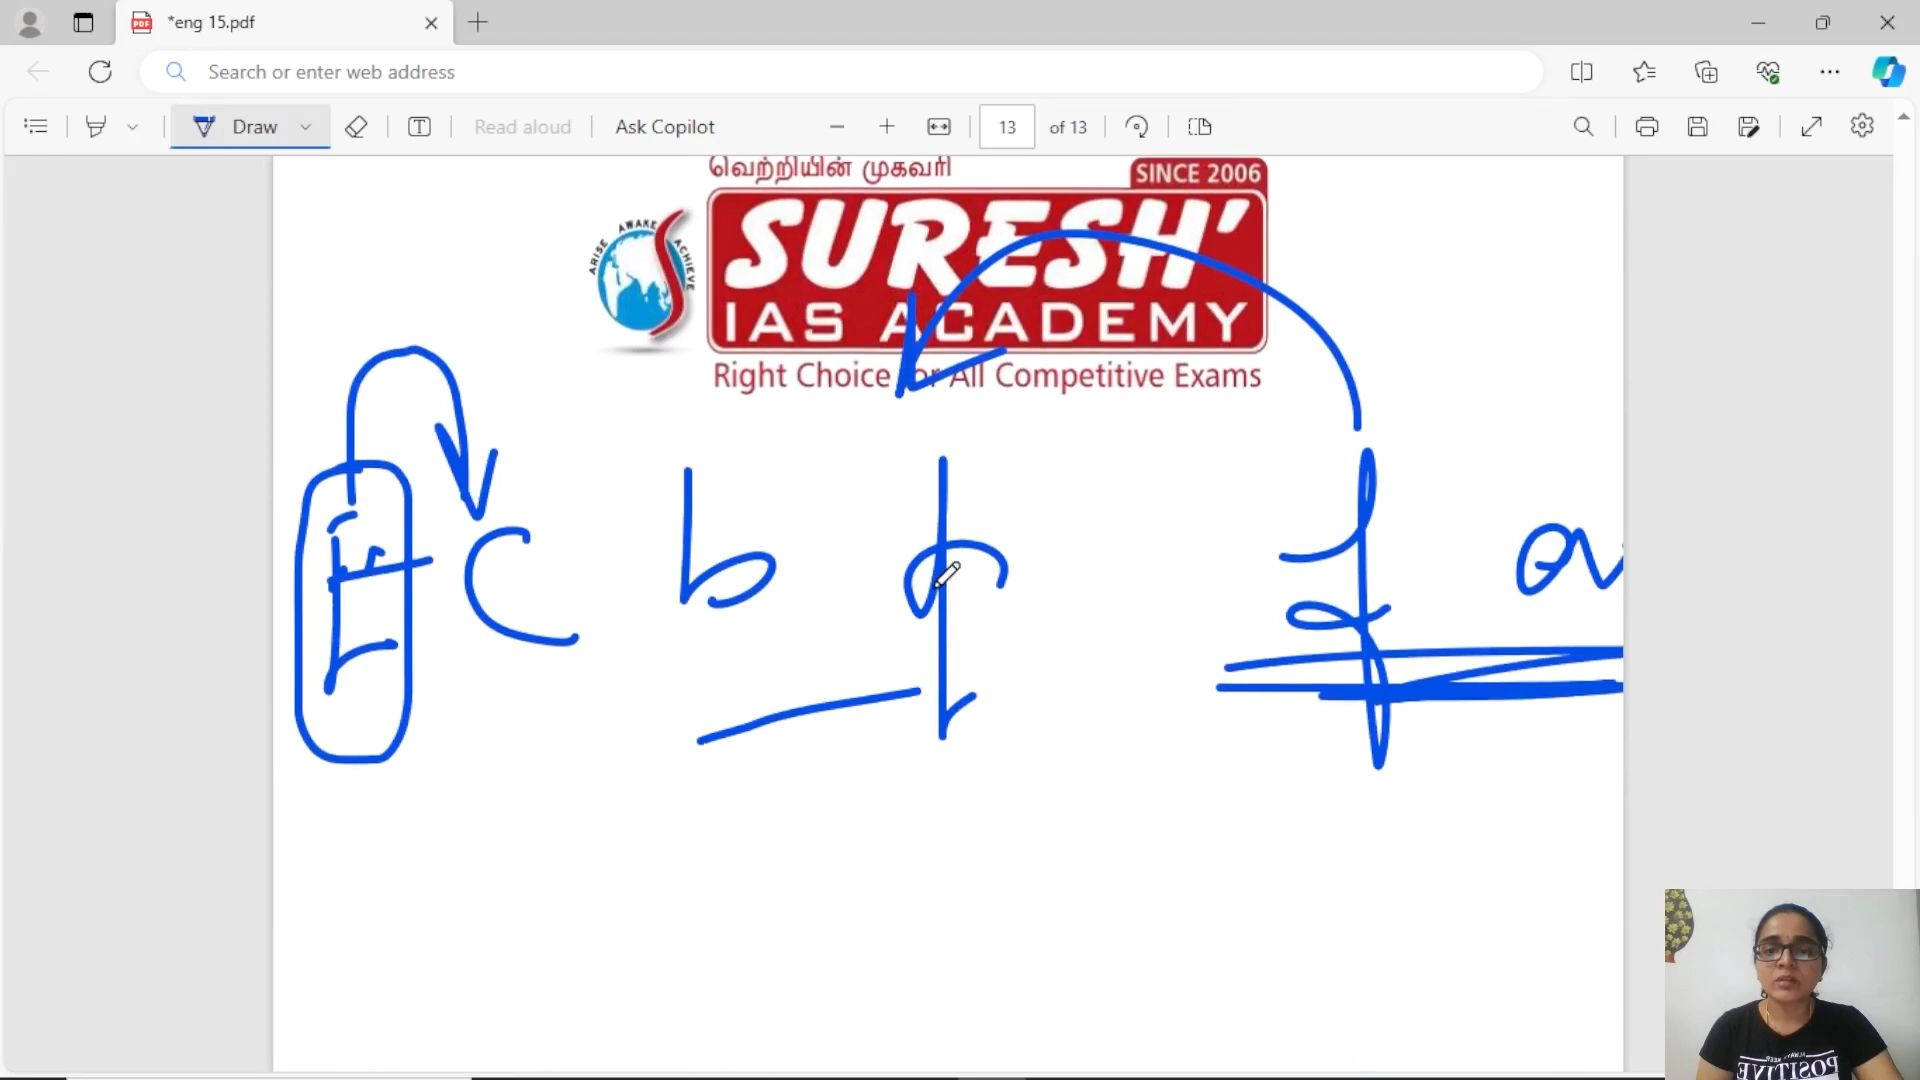 *eng 15.pdf
Search or enter web address
Draw
Read aloud
Ask Copilot
13 of 13
வெற்றியின் முகவரி
SINCE 2006
ARISE AWAKE ACHIEVE
SURESH'
IAS ACADEMY
Right Choice for All Competitive Exams
C b
POSITIVE